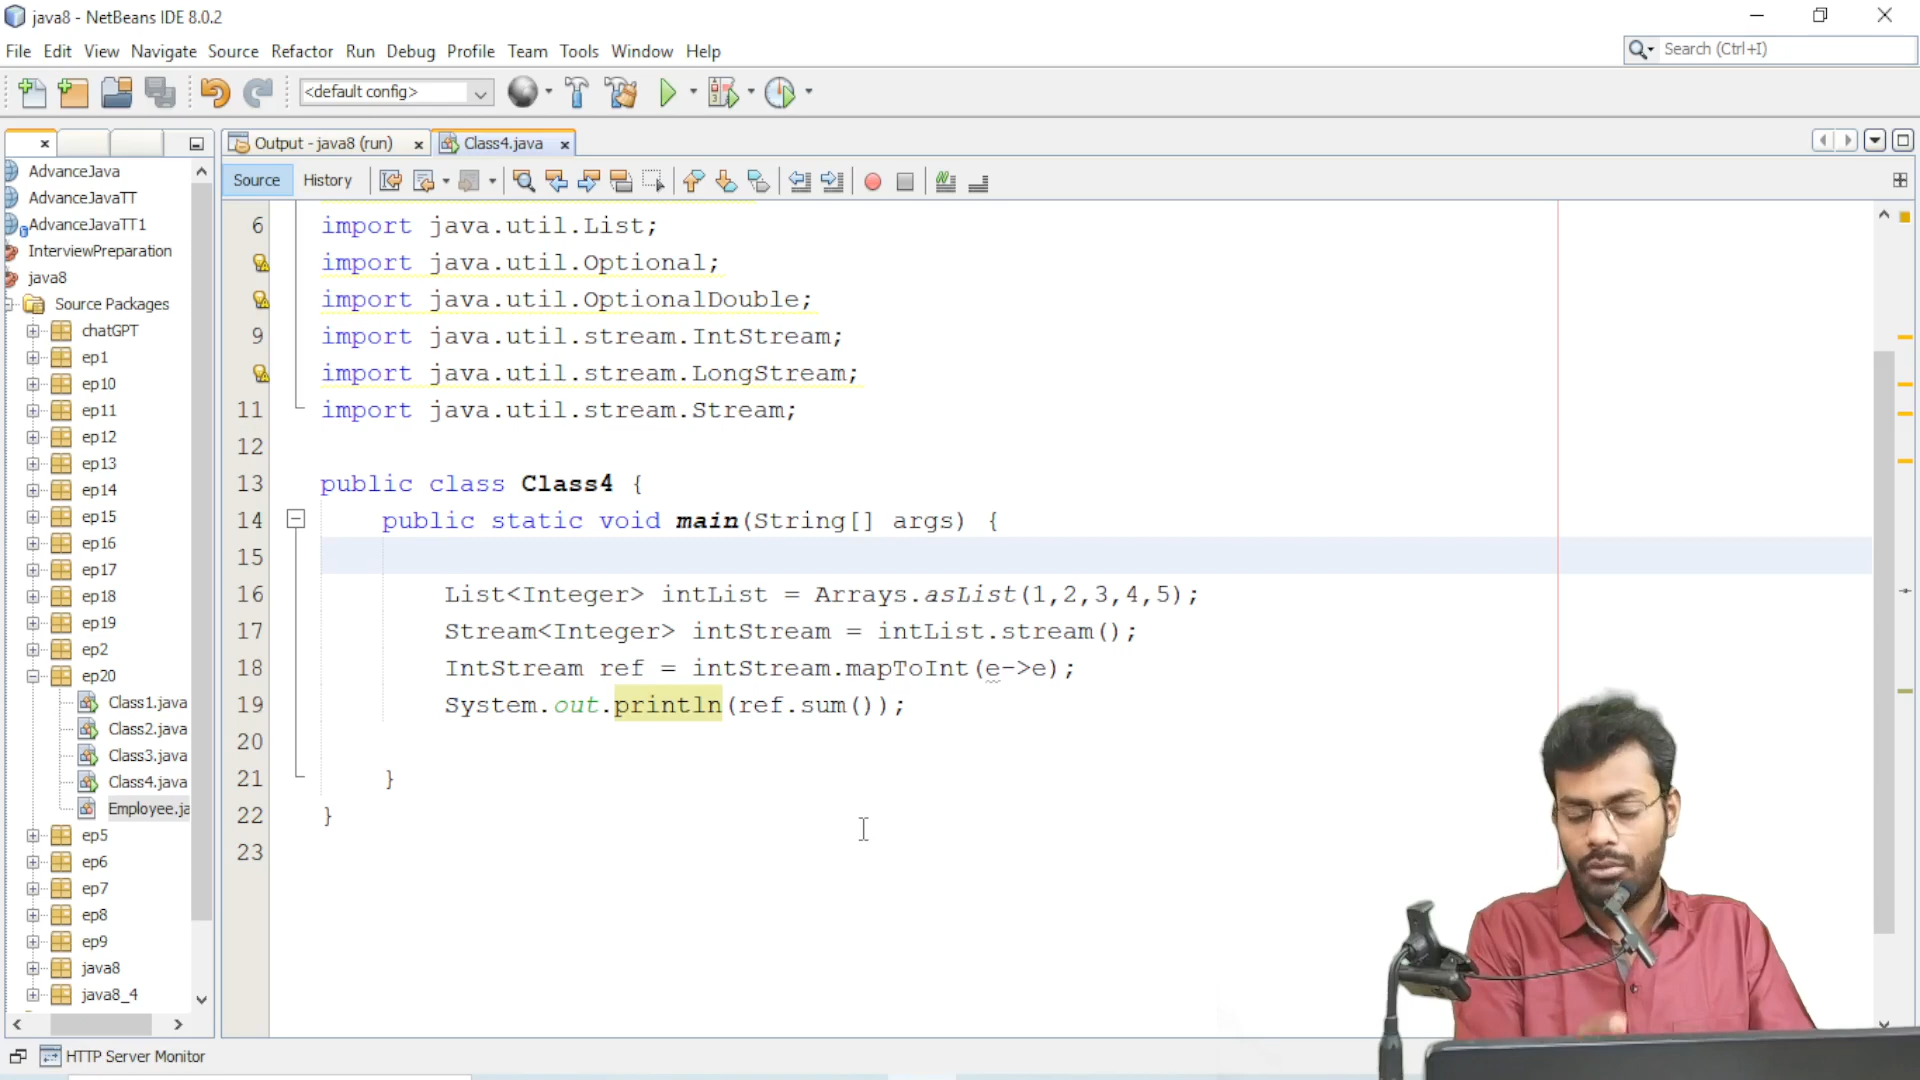 java8 - NetBeans IDE 8.0.2
File Edit View Navigate Source Refactor Run Debug Profile Team Tools Window Help
Search (Ctrl+I)
<default config>
Output - java8 (run)
Class4.java
Source History
AdvanceJava
AdvanceJavaTT
AdvanceJavaTT1
InterviewPreparation
java8
Source Packages
chatGPT
ep1
ep10
ep11
ep12
ep13
ep14
ep15
ep16
ep17
ep18
ep19
ep2
ep20
Class1.java
Class2.java
Class3.java
Class4.java
Employee.ja
ep5
ep6
ep7
ep8
ep9
java8
java8_4
6 import java.util.List;
import java.util.Optional;
import java.util.OptionalDouble;
9 import java.util.stream.IntStream;
import java.util.stream.LongStream;
11 import java.util.stream.Stream;
12
13 public class Class4 {
14 public static void main(String[] args) {
15
16 List<Integer> intList = Arrays.asList(1,2,3,4,5);
17 Stream<Integer> intStream = intList.stream();
18 IntStream ref = intStream.mapToInt(e->e);
19 System.out.println(ref.sum());
20
21 }
22 }
23
HTTP Server Monitor